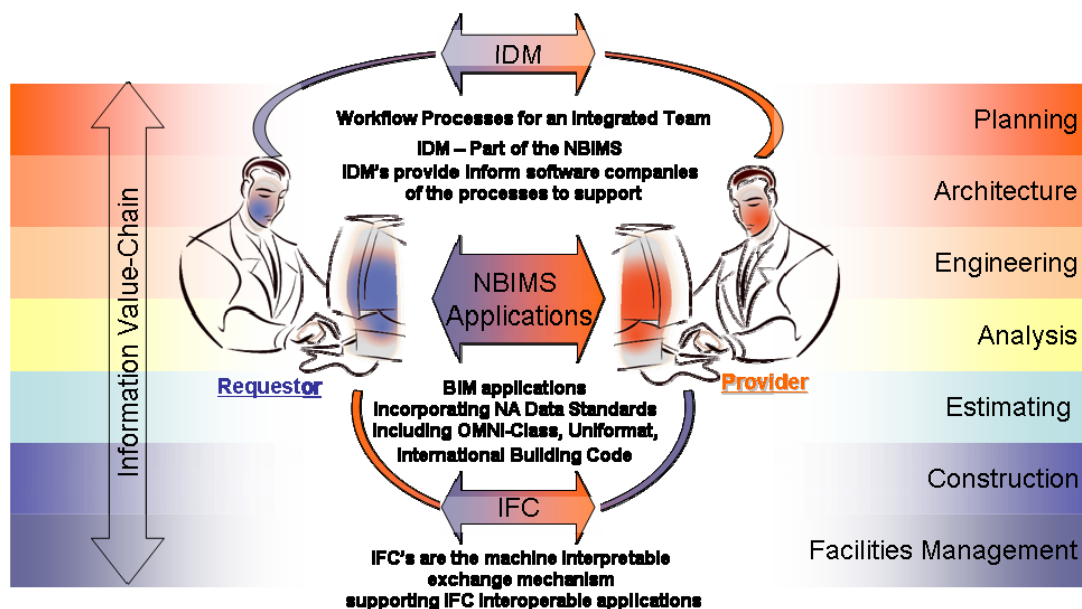 IDM
Workflow Processes for an Integrated Team
IDM – Part of the NBIMS
IDM's provide Inform software companies
of the processes to support
Information Value-Chain
NBIMS
Applications
Requestor
Provider
BIM applications
Incorporating NA Data Standards
Including OMNI-Class, Uniformat,
International Building Code
IFC
IFC's are the machine interpretable
exchange mechanism
supporting IFC interoperable applications
Planning
Architecture
Engineering
Analysis
Estimating
Construction
Facilities Management